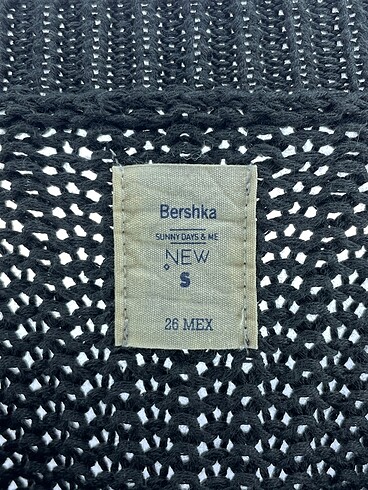 Bershka
SUNNY DAYS & ME
NEW
S
26 MEX